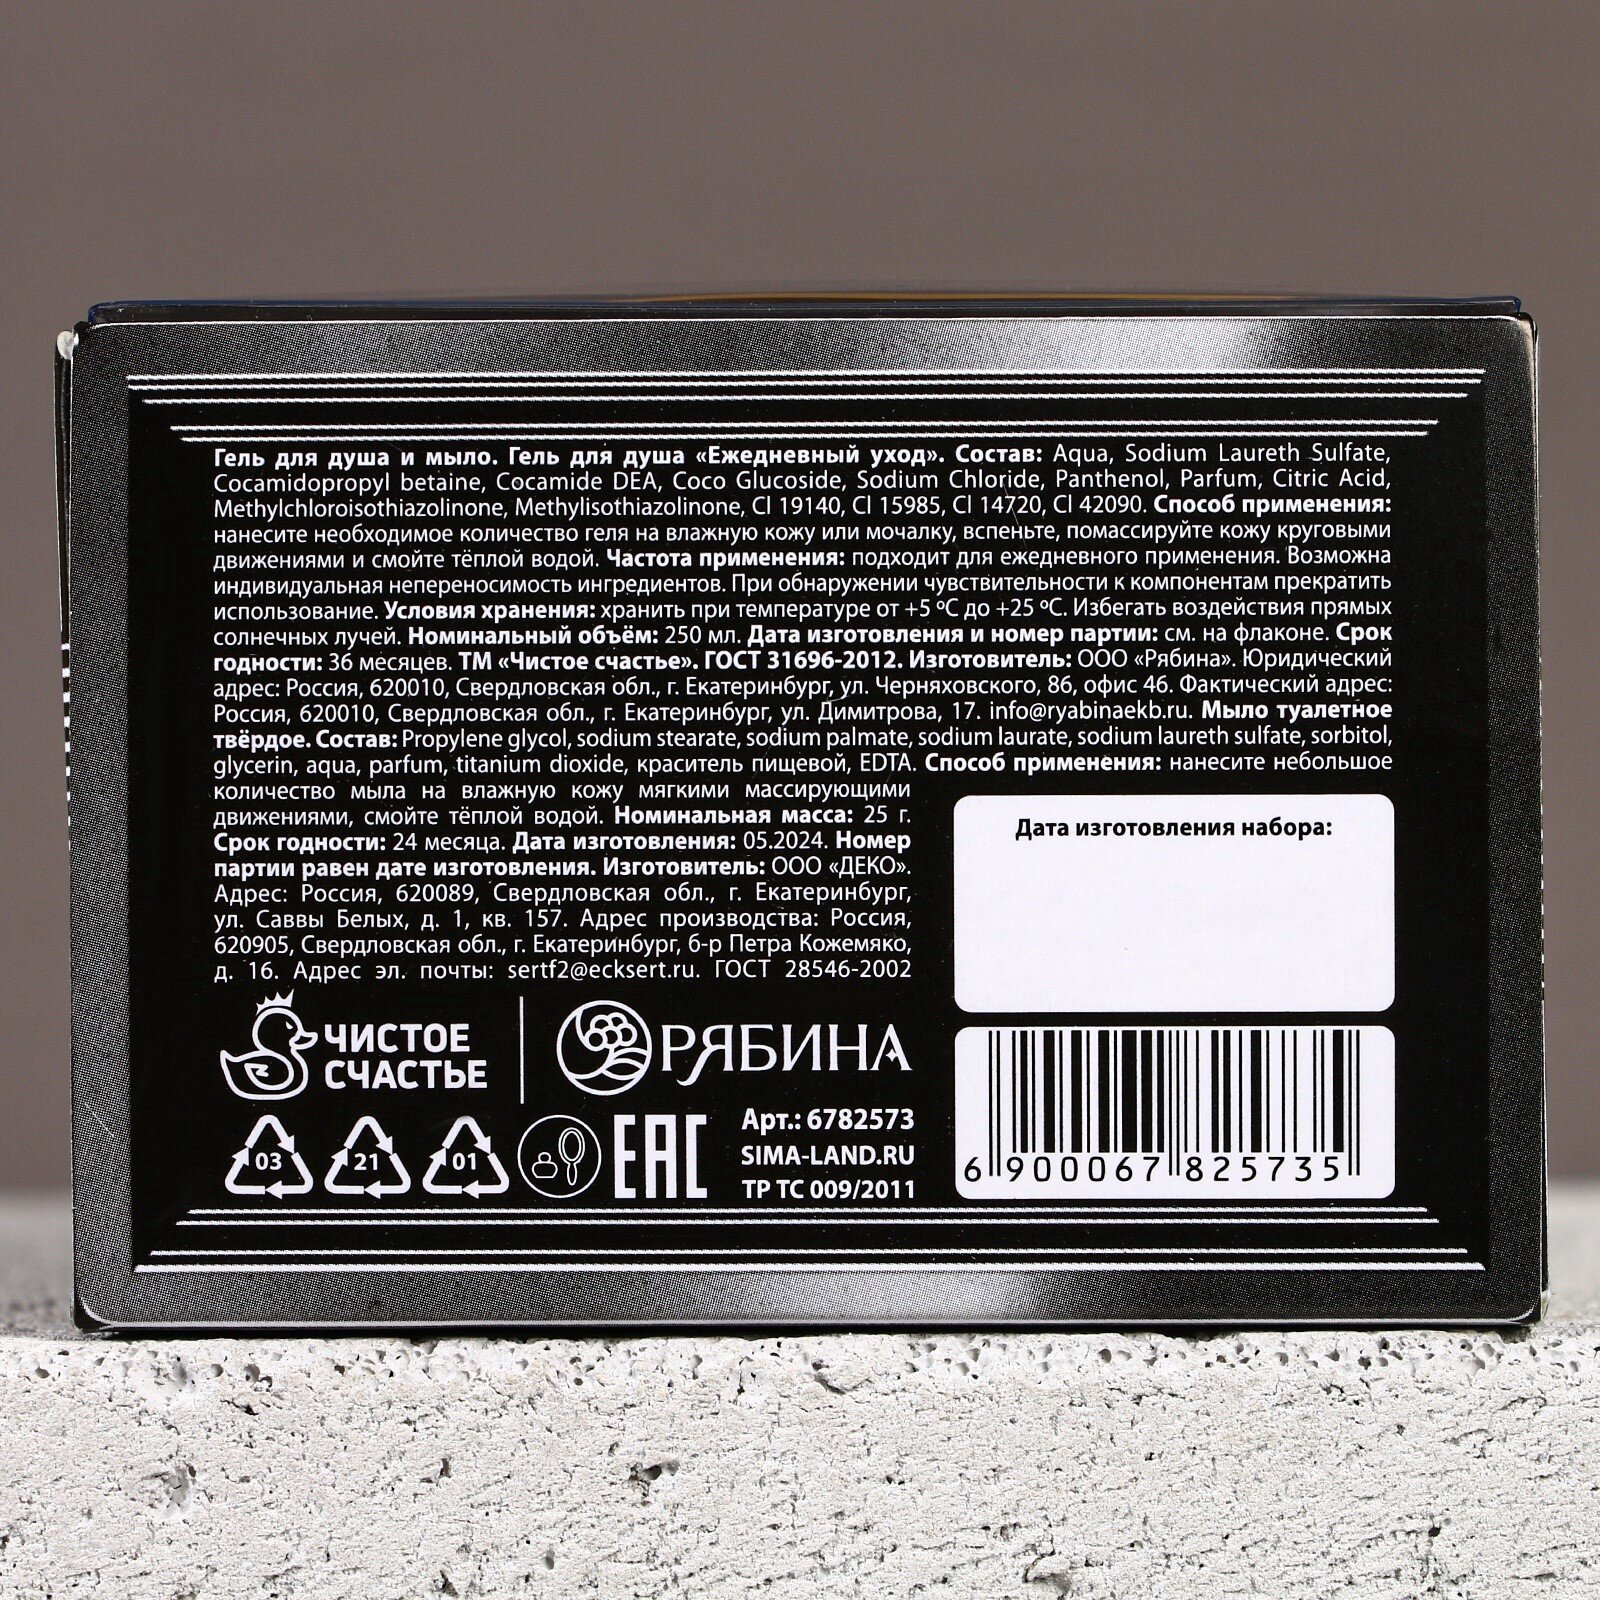 Гель для душа и мыло. Гель для душа «Ежедневный уход». Состав: Aqua, Sodium Laureth Sulfate,
Cocamidopropyl betaine, Cocamide DEA, Coco Glucoside, Sodium Chloride, Panthenol, Parfum, Citric Acid,
Methylchloroisothiazolinone, Methylisothiazolinone, Cl 19140, Cl 15985, Cl 14720, Cl 42090. Способ применения:
нанесите необходимое количество геля на влажную кожу или мочалку, вспеньте, помассируйте кожу круговыми
движениями и смойте тёплой водой. Частота применения: подходит для ежедневного применения. Возможна
индивидуальная непереносимость ингредиентов. При обнаружении чувствительности к компонентам прекратить
использование. Условия хранения: хранить при температуре от +5 ºС до +25 ºС. Избегать воздействия прямых
солнечных лучей. Номинальный объём: 250 мл. Дата изготовления и номер партии: см. на флаконе. Срок
годности: 36 месяцев. ТМ «Чистое счастье». ГОСТ 31696-2012. Изготовитель: ООО «Рябина». Юридический
адрес: Россия, 620010, Свердловская обл., г. Екатеринбург, ул. Черняховского, 86, офис 46. Фактический адрес:
Россия, 620010, Свердловская обл., г. Екатеринбург, ул. Димитрова, 17. info@ryabinaekb.ru. Мыло туалетное
твёрдое. Состав: Propylene glycol, sodium stearate, sodium palmate, sodium laurate, sodium laureth sulfate, sorbitol,
glycerin, aqua, parfum, titanium dioxide, краситель пищевой, EDTA. Способ применения: нанесите небольшое
количество мыла на влажную кожу мягкими массирующими
движениями, смойте тёплой водой. Номинальная масса: 25 г.
Срок годности: 24 месяца. Дата изготовления: 05.2024. Номер
партии равен дате изготовления. Изготовитель: ООО «ДЕКО».
Адрес: Россия, 620089, Свердловская обл., г. Екатеринбург,
ул. Саввы Белых, д. 1, кв. 157. Адрес производства: Россия,
620905, Свердловская обл., г. Екатеринбург, б-р Петра Кожемяко,
д. 16. Адрес эл. почты: sertf2@ecksert.ru. ГОСТ 28546-2002
Дата изготовления набора:
ЧИСТОЕ
СЧАСТЬЕ
РЯБИНА
03 21 01
EAC
Арт.: 6782573
SIMA-LAND.RU
ТР ТС 009/2011
6 900067 825735